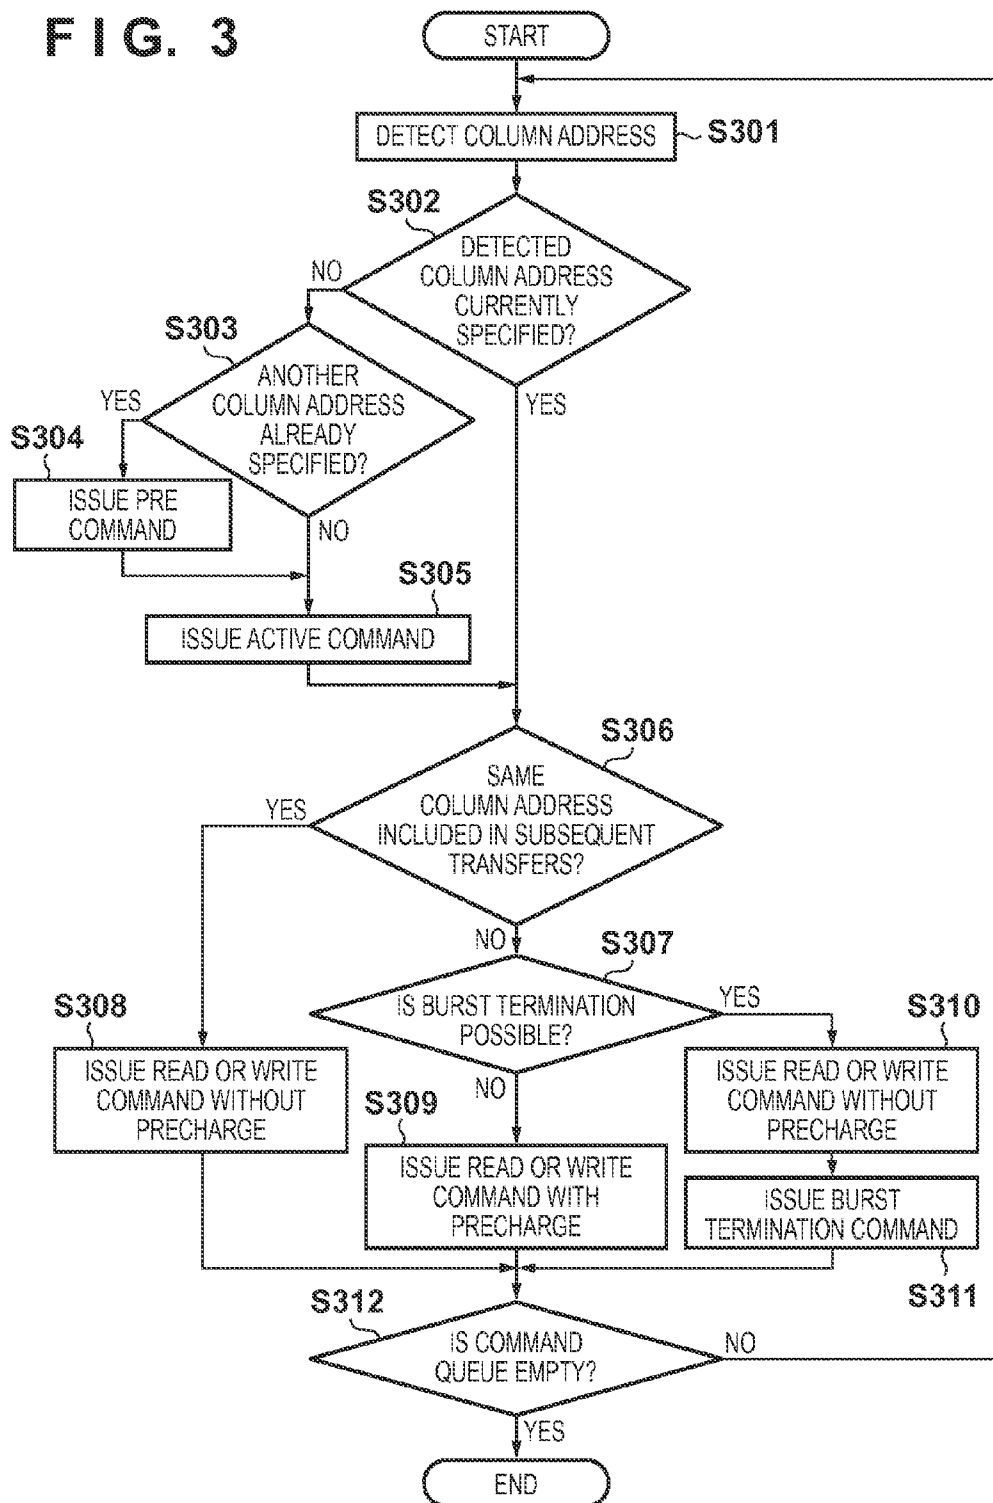 FIG. 3
START
DETECT COLUMN ADDRESS
S301
S302
DETECTED
COLUMN ADDRESS
CURRENTLY
SPECIFIED?
NO
YES
S303
ANOTHER
COLUMN ADDRESS
ALREADY
SPECIFIED?
YES
NO
S304
ISSUE PRE
COMMAND
S305
ISSUE ACTIVE COMMAND
S306
SAME
COLUMN ADDRESS
INCLUDED IN SUBSEQUENT
TRANSFERS?
YES
NO
S307
IS BURST TERMINATION
POSSIBLE?
YES
NO
S308
ISSUE READ OR WRITE
COMMAND WITHOUT
PRECHARGE
S309
ISSUE READ OR WRITE
COMMAND WITH
PRECHARGE
S310
ISSUE READ OR WRITE
COMMAND WITHOUT
PRECHARGE
ISSUE BURST
TERMINATION COMMAND
S311
S312
IS COMMAND
QUEUE EMPTY?
NO
YES
END